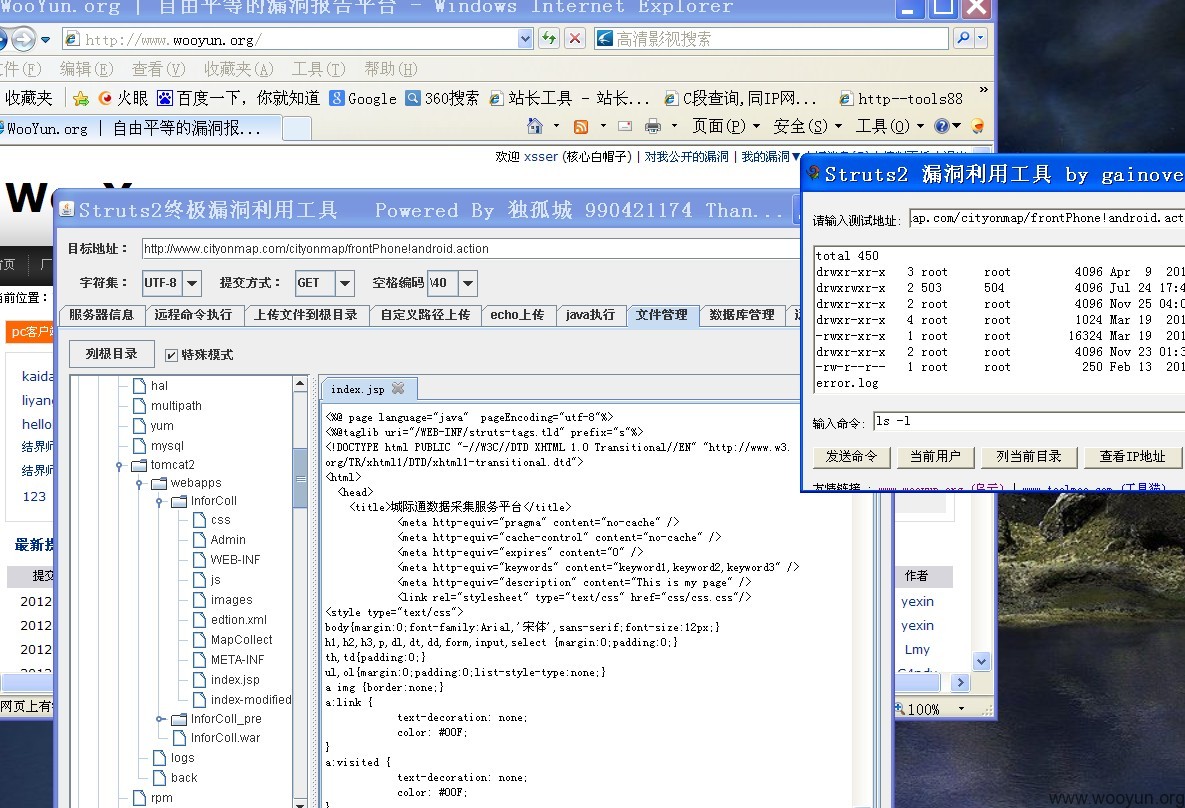 WooYun.org | 自由平等的漏洞报告平台 - Windows Internet Explorer
http://www.wooyun.org/
高清影视搜索
文件(F) 编辑(E) 查看(V) 收藏夹(A) 工具(T) 帮助(H)
收藏夹 火眼 百度一下，你就知道 Google 360搜索 站长工具 - 站长... C段查询,同IP网... http--tools88
WooYun.org | 自由平等的漏洞报...
页面(P) 安全(S) 工具(O)
欢迎 xsser (核心白帽子) | 对我公开的漏洞 | 我的漏洞
Struts2终极漏洞利用工具 Powered By 独孤城 990421174 Than...
目标地址：
http://www.cityonmap.com/cityonmap/frontPhone!android.action
字符集： UTF-8 提交方式： GET 空格编码 \40
服务器信息 远程命令执行 上传文件到根目录 自定义路径上传 echo上传 java执行 文件管理 数据库管理
列根目录 特殊模式
hal
multipath
yum
mysql
tomcat2
webapps
InforColl
css
Admin
WEB-INF
js
images
edtion.xml
MapCollect
META-INF
index.jsp
index-modified
InforColl_pre
InforColl.war
logs
back
rpm
index.jsp
<%@ page language="java" pageEncoding="utf-8"%>
<%@taglib uri="/WEB-INF/struts-tags.tld" prefix="s"%>
<!DOCTYPE html PUBLIC "-//W3C//DTD XHTML 1.0 Transitional//EN" "http://www.w3.
org/TR/xhtml1/DTD/xhtml1-transitional.dtd">
<html>
<head>
<title>城际通数据采集服务平台</title>
<meta http-equiv="pragma" content="no-cache" />
<meta http-equiv="cache-control" content="no-cache" />
<meta http-equiv="expires" content="0" />
<meta http-equiv="keywords" content="keyword1,keyword2,keyword3" />
<meta http-equiv="description" content="This is my page" />
<link rel="stylesheet" type="text/css" href="css/css.css"/>
<style type="text/css">
body{margin:0;font-family:Arial,'宋体',sans-serif;font-size:12px;}
h1,h2,h3,p,dl,dt,dd,form,input,select {margin:0;padding:0;}
th,td{padding:0;}
ul,ol{margin:0;padding:0;list-style-type:none;}
a img {border:none;}
a:link {
text-decoration: none;
color: #00F;
}
a:visited {
text-decoration: none;
color: #00F;
Struts2 漏洞利用工具 by gainove
请输入测试地址: ap.com/cityonmap/frontPhone!android.act
total 450
drwxr-xr-x 3 root root 4096 Apr 9 201
drwxrwxr-x 2 503 504 4096 Jul 24 17:4
drwxr-xr-x 2 root root 4096 Nov 25 04:0
drwxr-xr-x 4 root root 1024 Mar 19 201
-rwxr-xr-x 1 root root 16324 Mar 19 201
drwxr-xr-x 2 root root 4096 Nov 23 01:3
-rw-r--r-- 1 root root 250 Feb 13 201
error.log
输入命令: ls -l
发送命令 当前用户 列当前目录 查看IP地址
pc客户
kaida
liyan
hello
结界师
结界师
123
最新提
提交
2012
2012
2012
作者
yexin
yexin
Lmy
网页上有
100%
www.wooyun.org